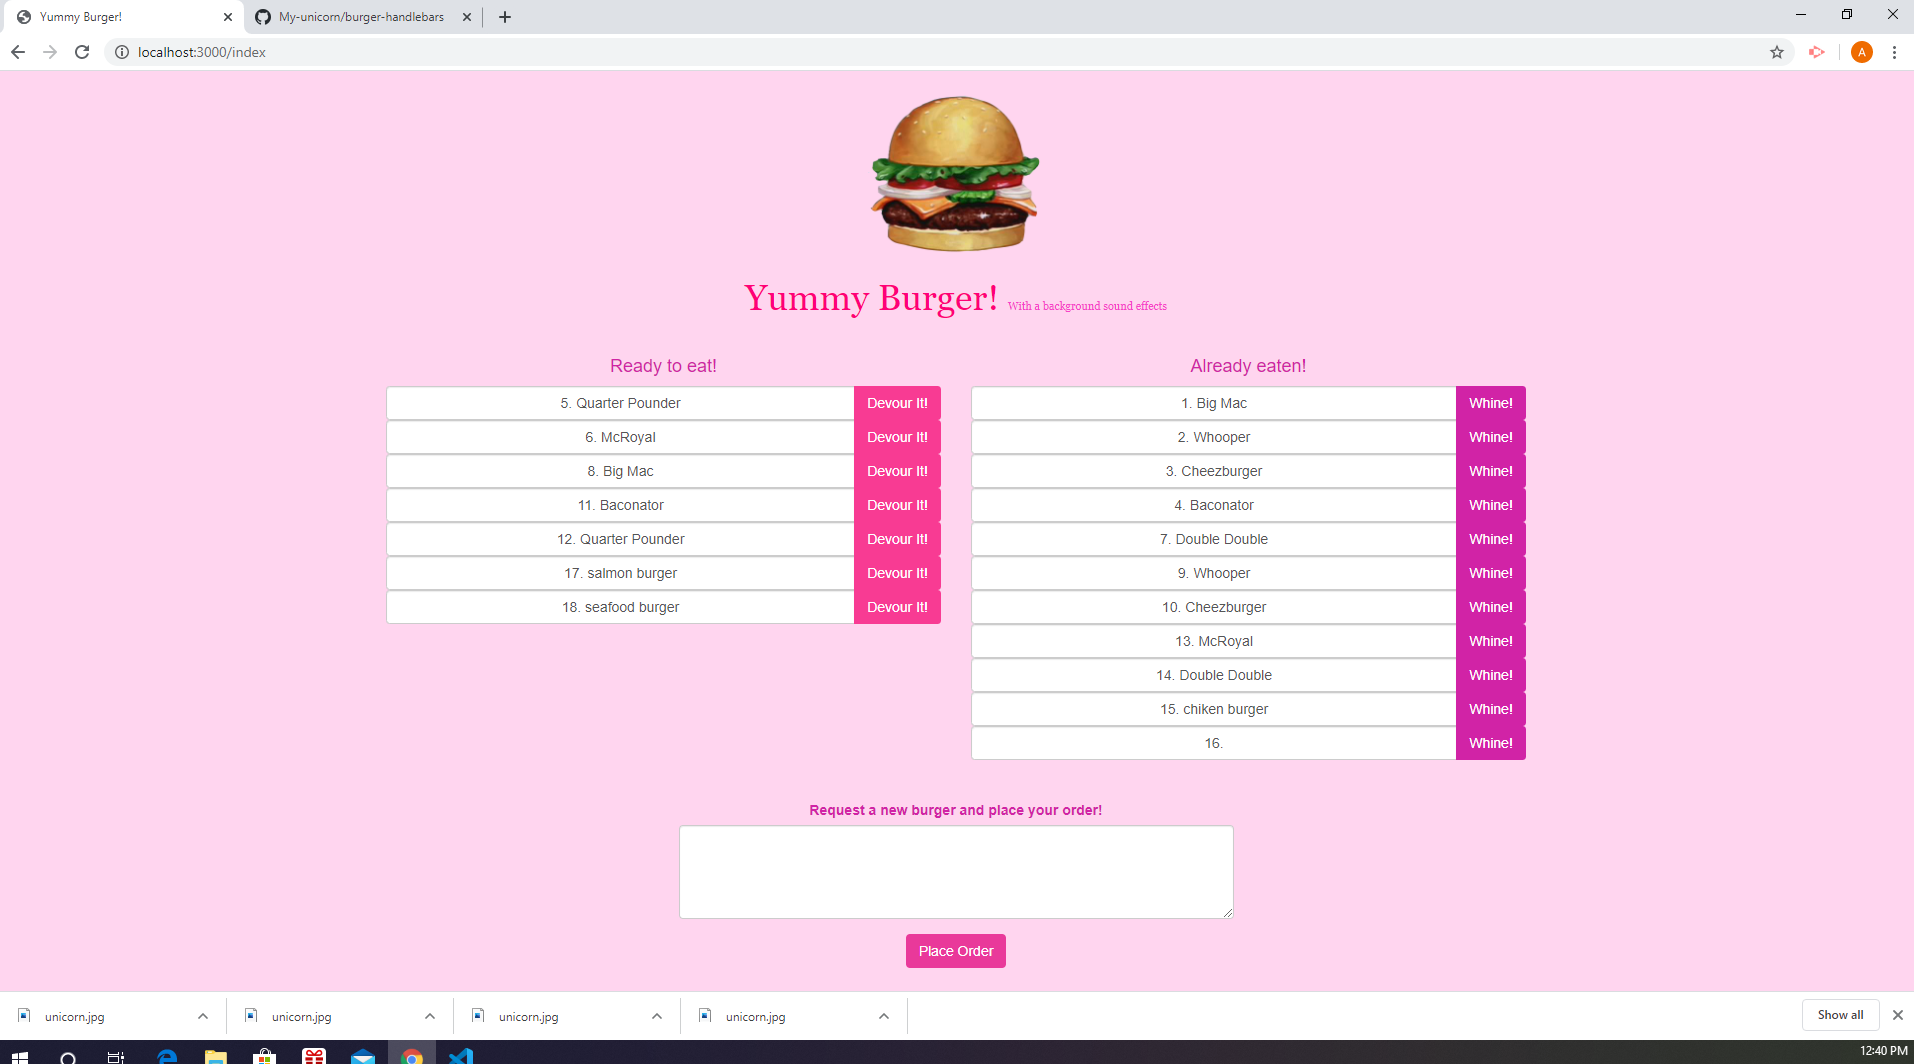 Yummy Burger!
My-unicorn/burger-handlebars
localhost:3000/index
A
Yummy Burger! With a background sound effects
Ready to eat!
5. Quarter Pounder Devour It!
6. McRoyal Devour It!
8. Big Mac Devour It!
11. Baconator Devour It!
12. Quarter Pounder Devour It!
17. salmon burger Devour It!
18. seafood burger Devour It!
Already eaten!
1. Big Mac Whine!
2. Whooper Whine!
3. Cheezburger Whine!
4. Baconator Whine!
7. Double Double Whine!
9. Whooper Whine!
10. Cheezburger Whine!
13. McRoyal Whine!
14. Double Double Whine!
15. chiken burger Whine!
16. Whine!
Request a new burger and place your order!
Place Order
unicorn.jpg unicorn.jpg unicorn.jpg unicorn.jpg Show all
12:40 PM